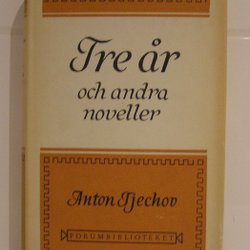 Tre år
och andra
noveller
Anton Tjechov
FORUMBIBLIOTEKET